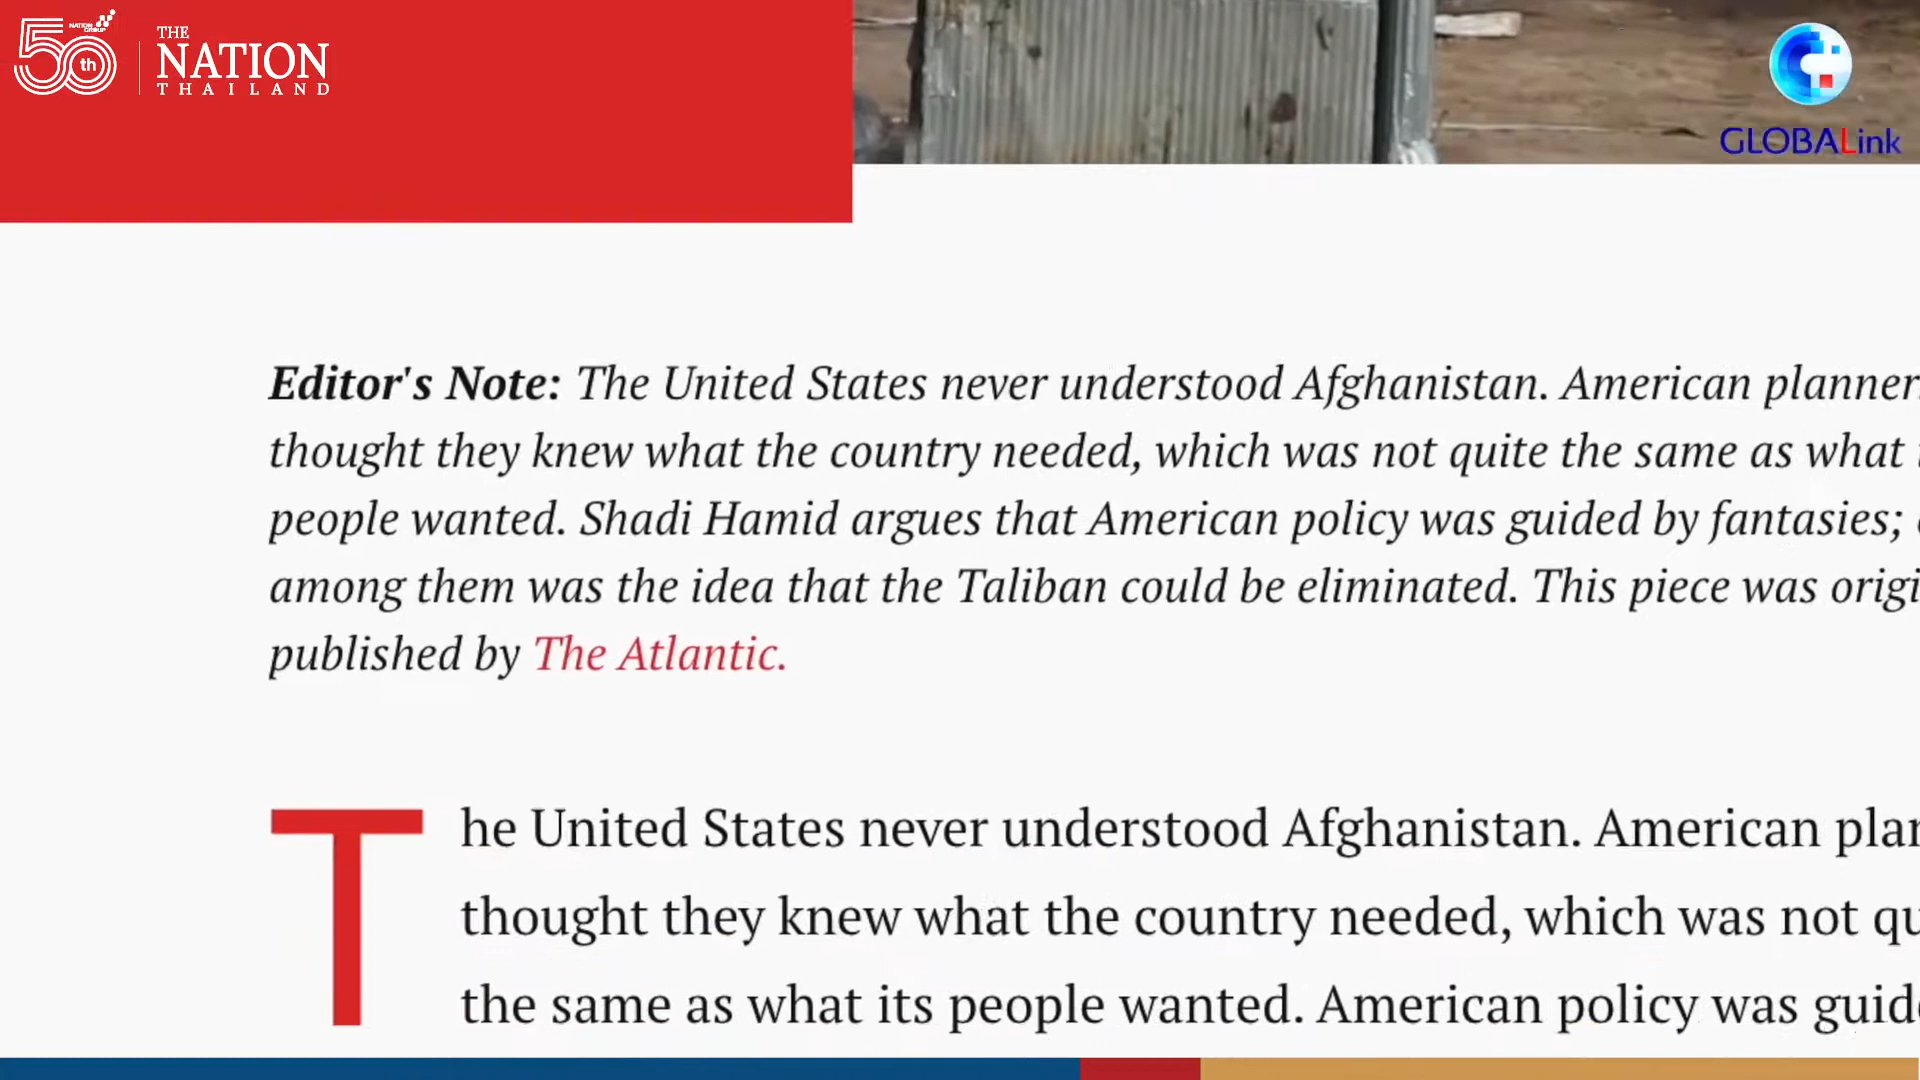 50th
NATION GROUP
THE
NATION
THAILAND
GLOBALink
Editor's Note: The United States never understood Afghanistan. American planner
thought they knew what the country needed, which was not quite the same as what
people wanted. Shadi Hamid argues that American policy was guided by fantasies;
among them was the idea that the Taliban could be eliminated. This piece was origi
published by The Atlantic.
The United States never understood Afghanistan. American plan
thought they knew what the country needed, which was not qu
the same as what its people wanted. American policy was guid